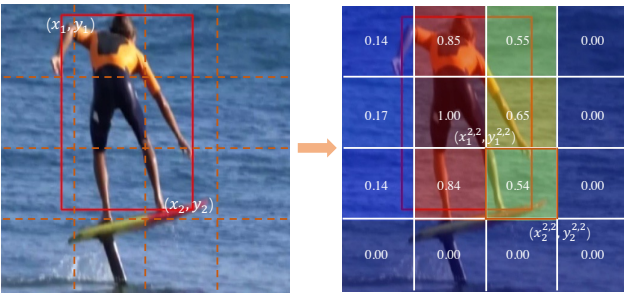 (x₁, y₁)
(x₂, y₂)
0.14 0.85 0.55 0.00
0.17 1.00 0.65 0.00
(x₁^{2,2}, y₁^{2,2})
0.14 0.84 0.54 0.00
(x₂^{2,2}, y₂^{2,2})
0.00 0.00 0.00 0.00